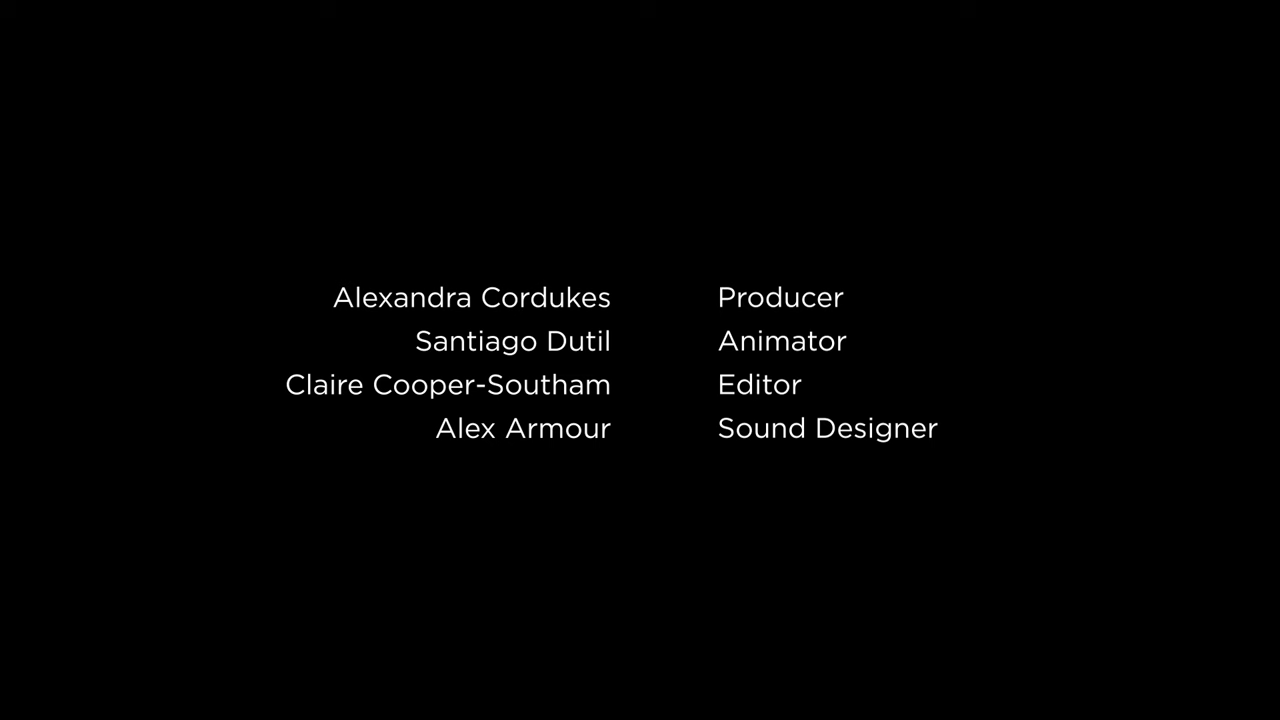 Alexandra Cordukes Producer
Santiago Dutil Animator
Claire Cooper-Southam Editor
Alex Armour Sound Designer